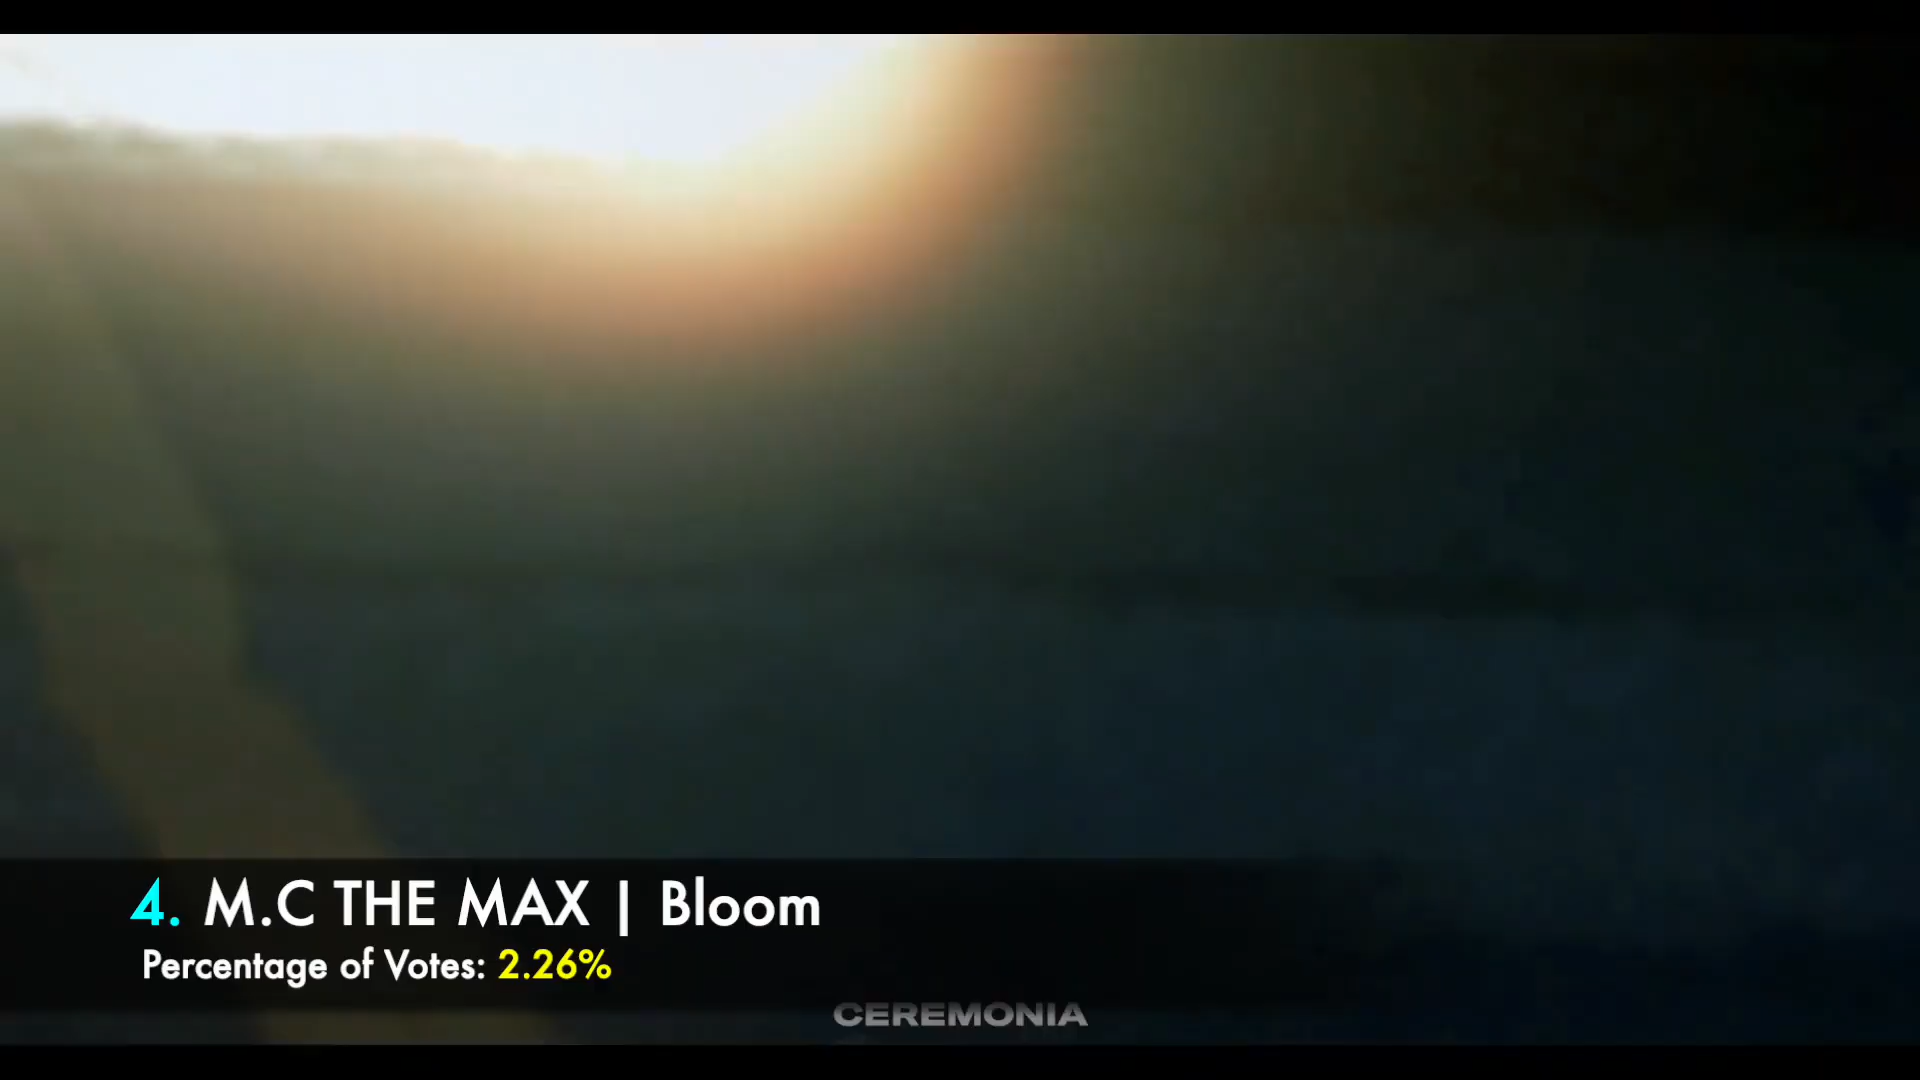 4. M.C THE MAX | Bloom
Percentage of Votes: 2.26%
CEREMONIA